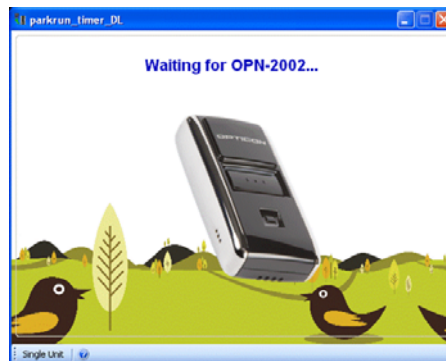 parkrun_timer_DL
Waiting for OPN-2002...
OPTICON
Single Unit